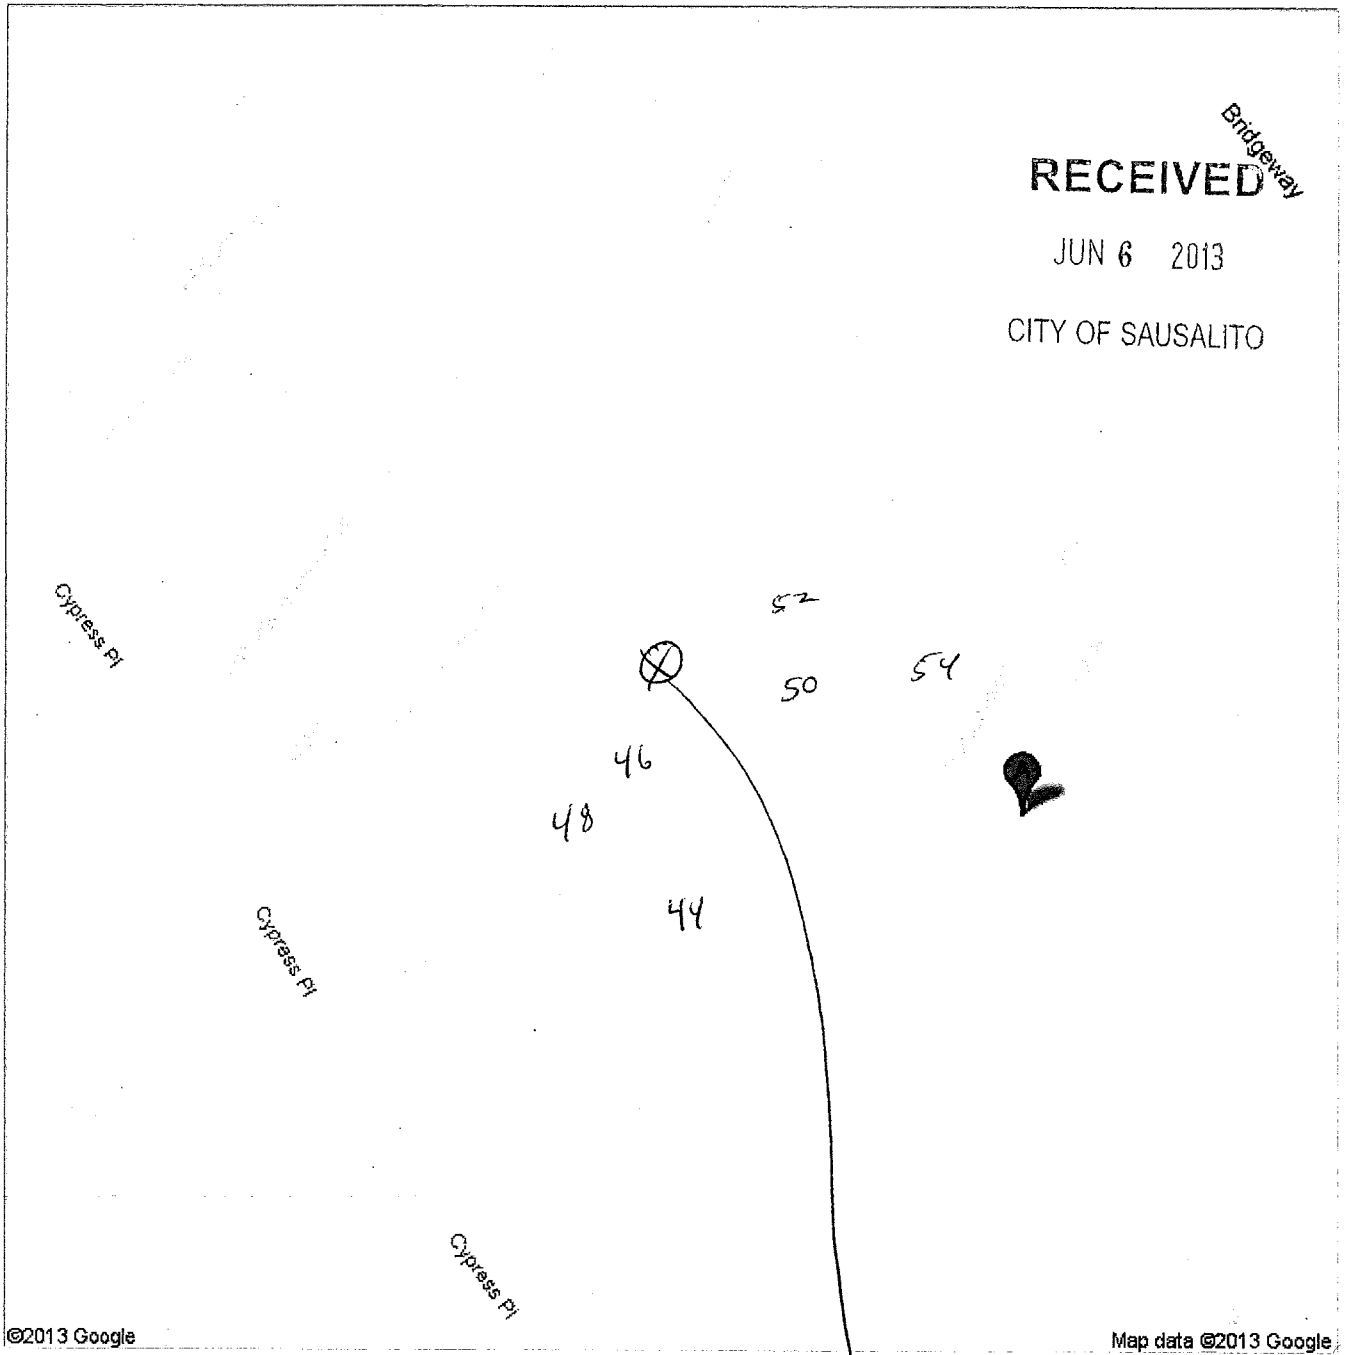 Bridgeway
RECEIVED
JUN 6 2013
CITY OF SAUSALITO
Cypress Pl
52
50
54
46
48
44
Cypress Pl
Cypress Pl
©2013 Google
Map data ©2013 Google